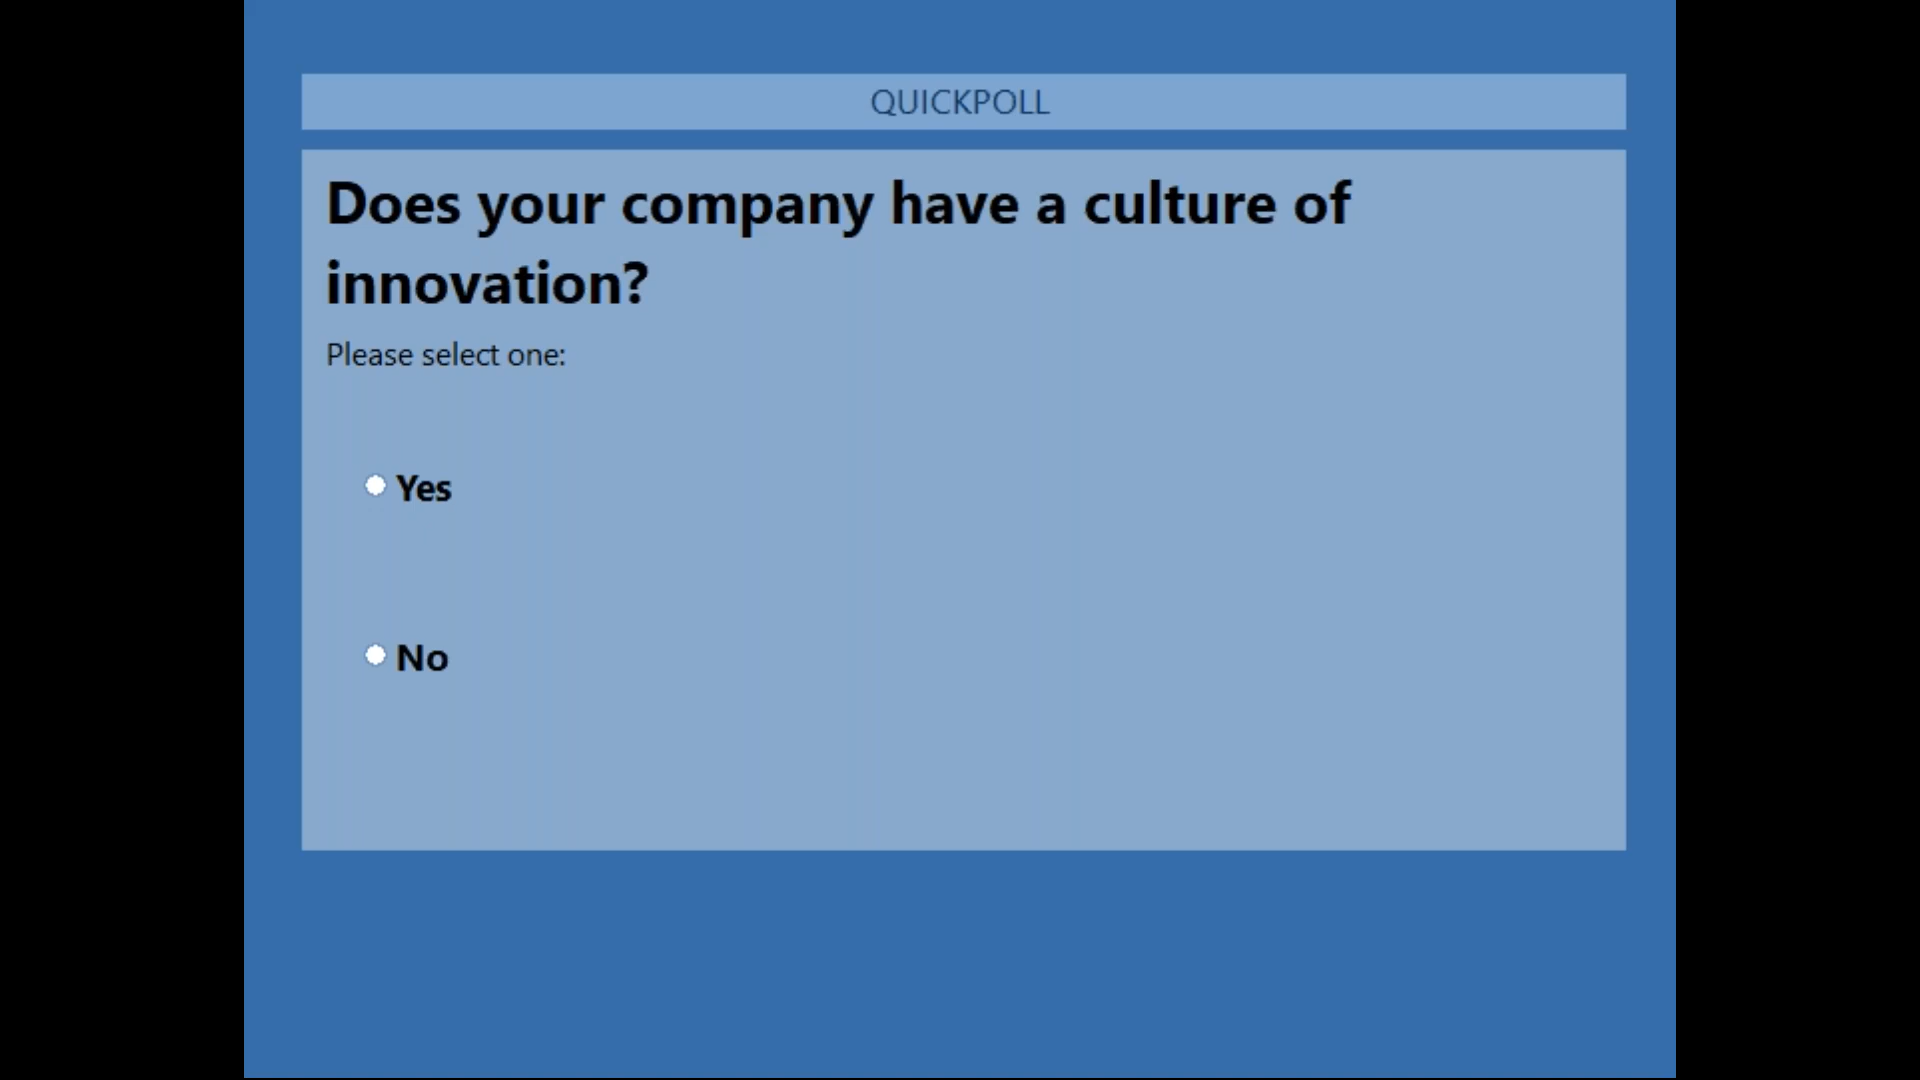 QUICKPOLL
Does your company have a culture of
innovation?
Please select one:
Yes
No